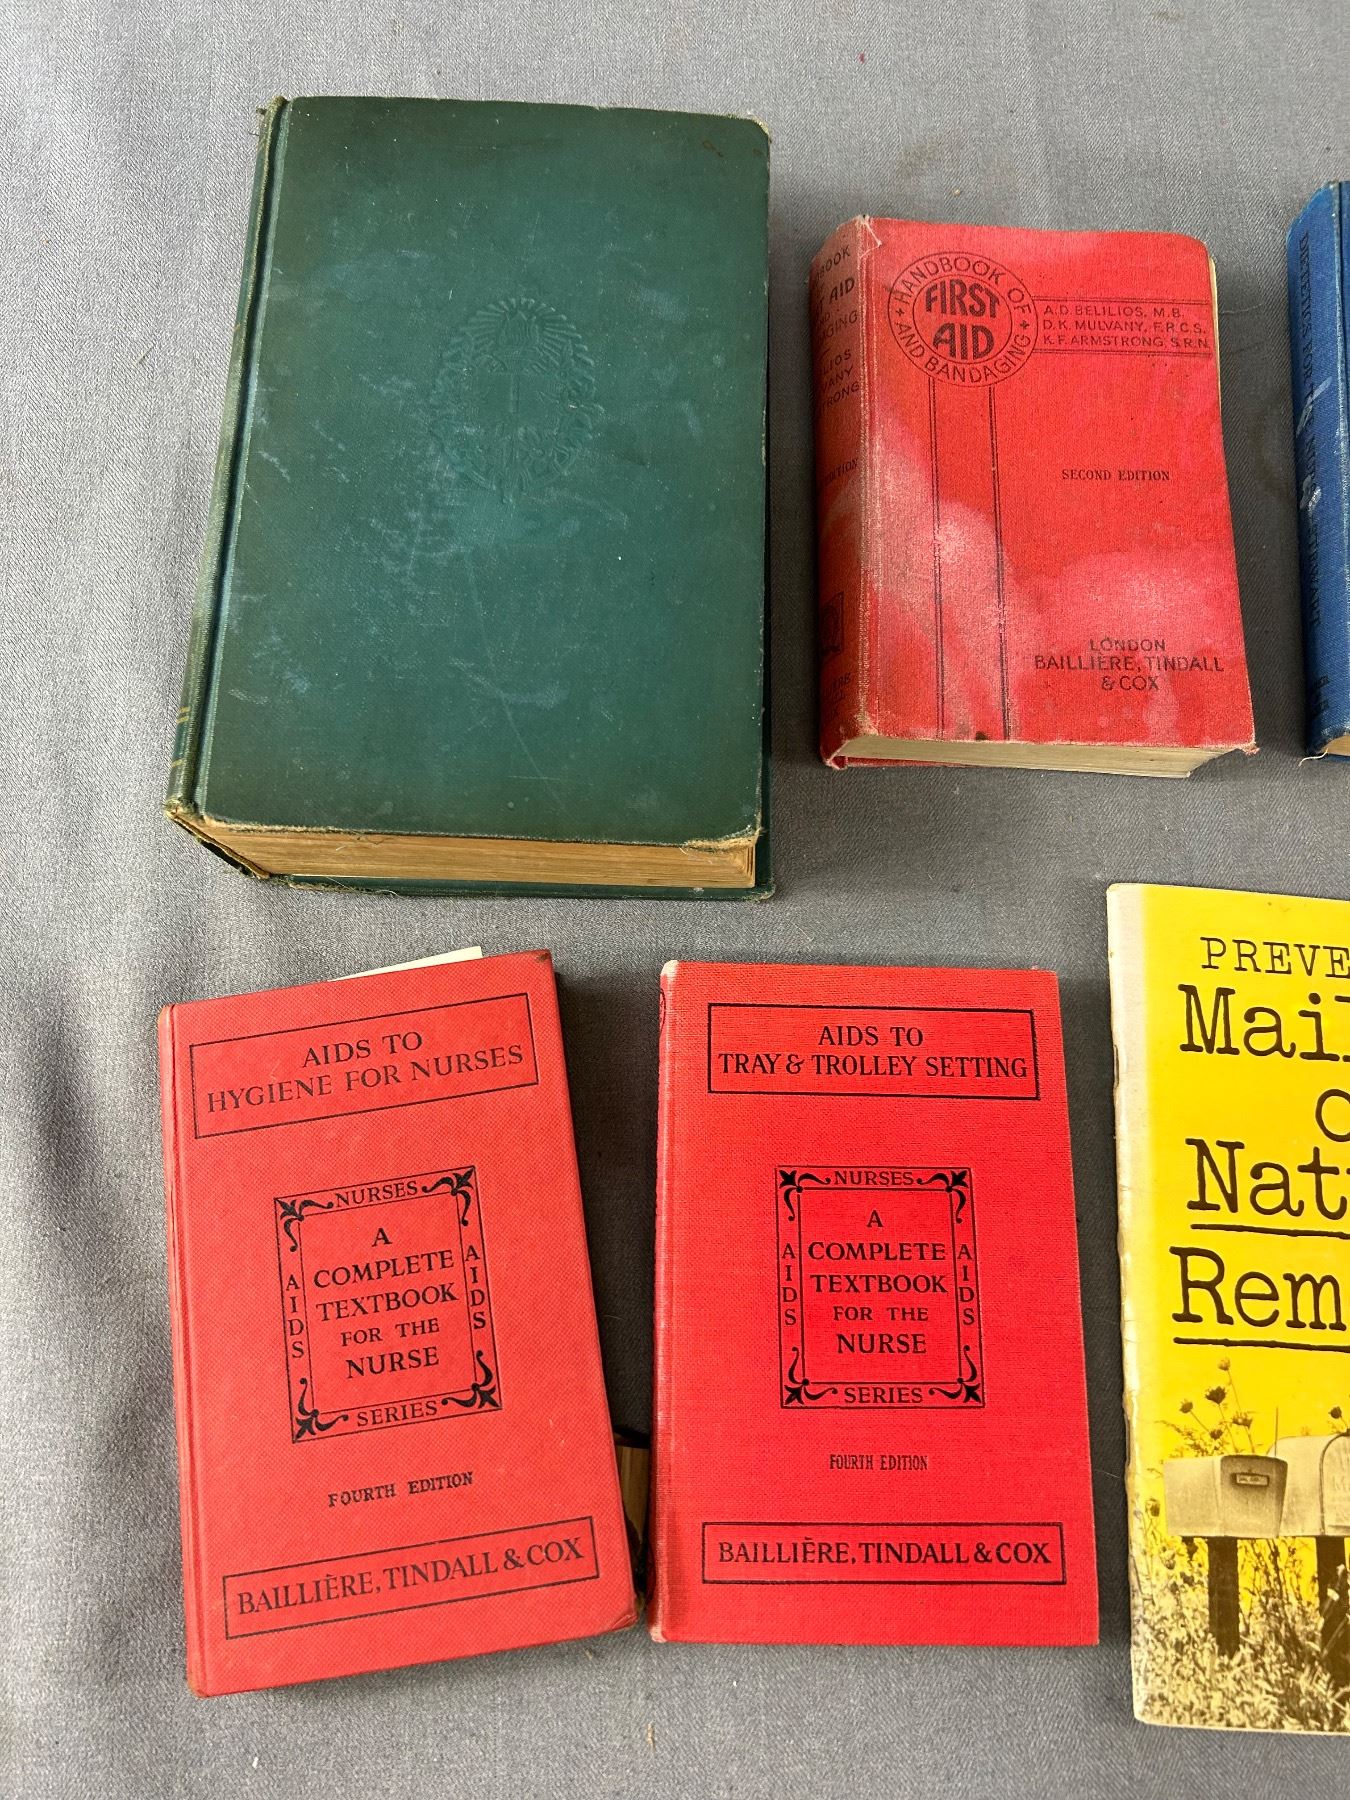 HANDBOOK OF
FIRST
AID
AND BANDAGING
A.D. BELILIOS, M.B.
D.K. MULVANY, F.R.C.S.
K.F. ARMSTRONG, S.R.N.
SECOND EDITION
LONDON
BAILLIÈRE, TINDALL
& COX
AIDS TO
HYGIENE FOR NURSES
NURSES
AIDS
A
COMPLETE
TEXTBOOK
FOR THE
NURSE
AIDS
SERIES
FOURTH EDITION
BAILLIÈRE, TINDALL & COX
AIDS TO
TRAY & TROLLEY SETTING
NURSES
AIDS
A
COMPLETE
TEXTBOOK
FOR THE
NURSE
AIDS
SERIES
FOURTH EDITION
BAILLIÈRE, TINDALL & COX
PREVE
Mail
Nat
Rem